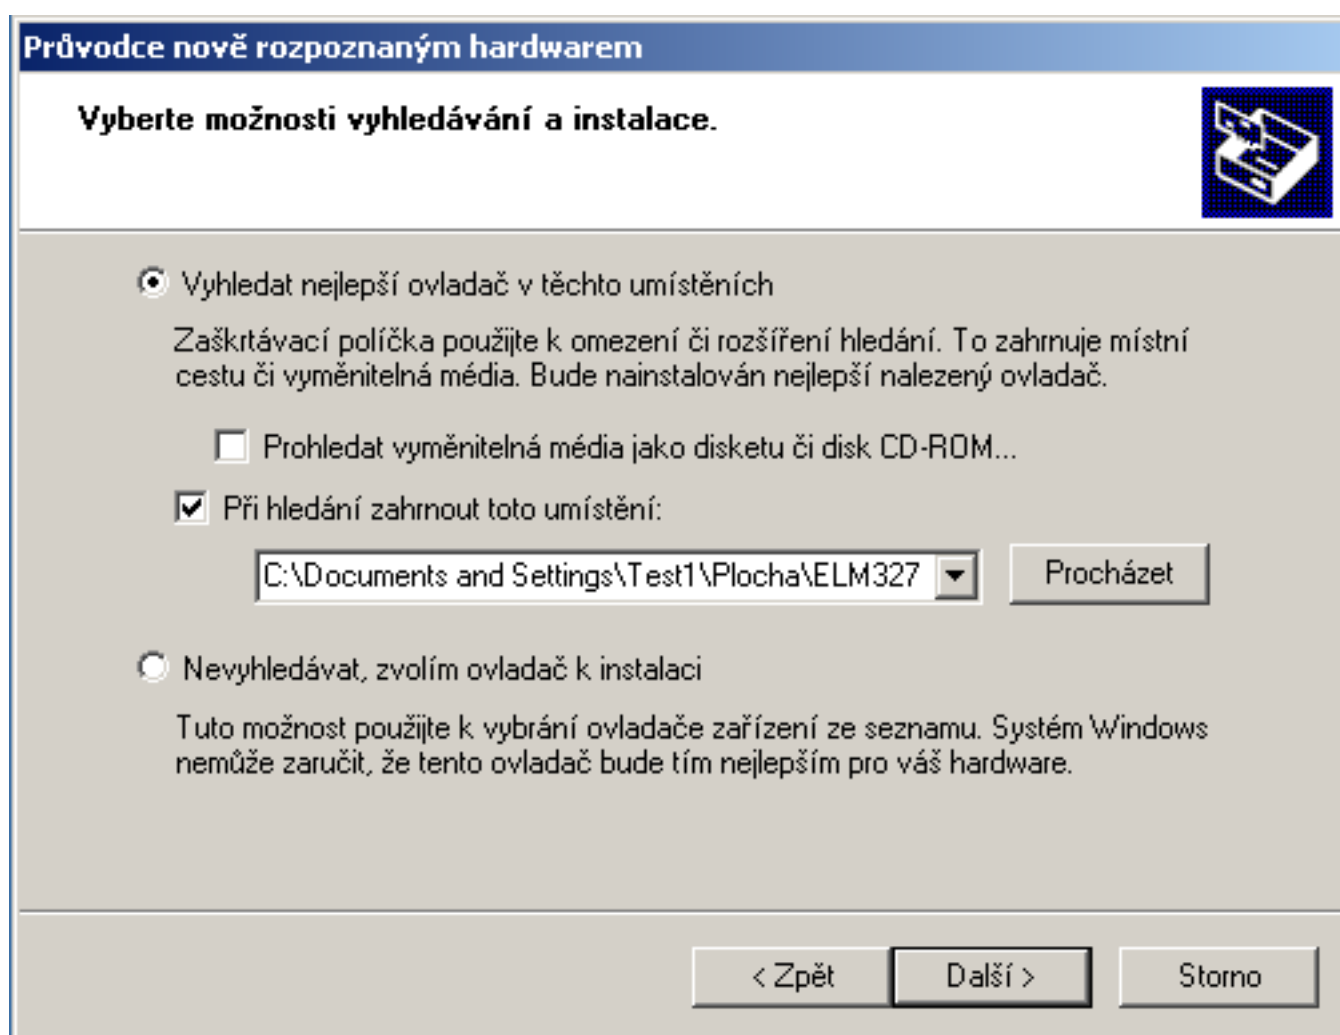 Průvodce nově rozpoznaným hardwarem
Vyberte možnosti vyhledávání a instalace.
Vyhledat nejlepší ovladač v těchto umístěních
Zaškrtávací políčka použijte k omezení či rozšíření hledání. To zahrnuje místní
cestu či vyměnitelná média. Bude nainstalován nejlepší nalezený ovladač.
Prohledat vyměnitelná média jako disketu či disk CD-ROM...
Při hledání zahrnout toto umístění:
C:\Documents and Settings\Test1\Plocha\ELM327
Procházet
Nevyhledávat, zvolím ovladač k instalaci
Tuto možnost použijte k vybrání ovladače zařízení ze seznamu. Systém Windows
nemůže zaručit, že tento ovladač bude tím nejlepším pro váš hardware.
< Zpět Další > Storno